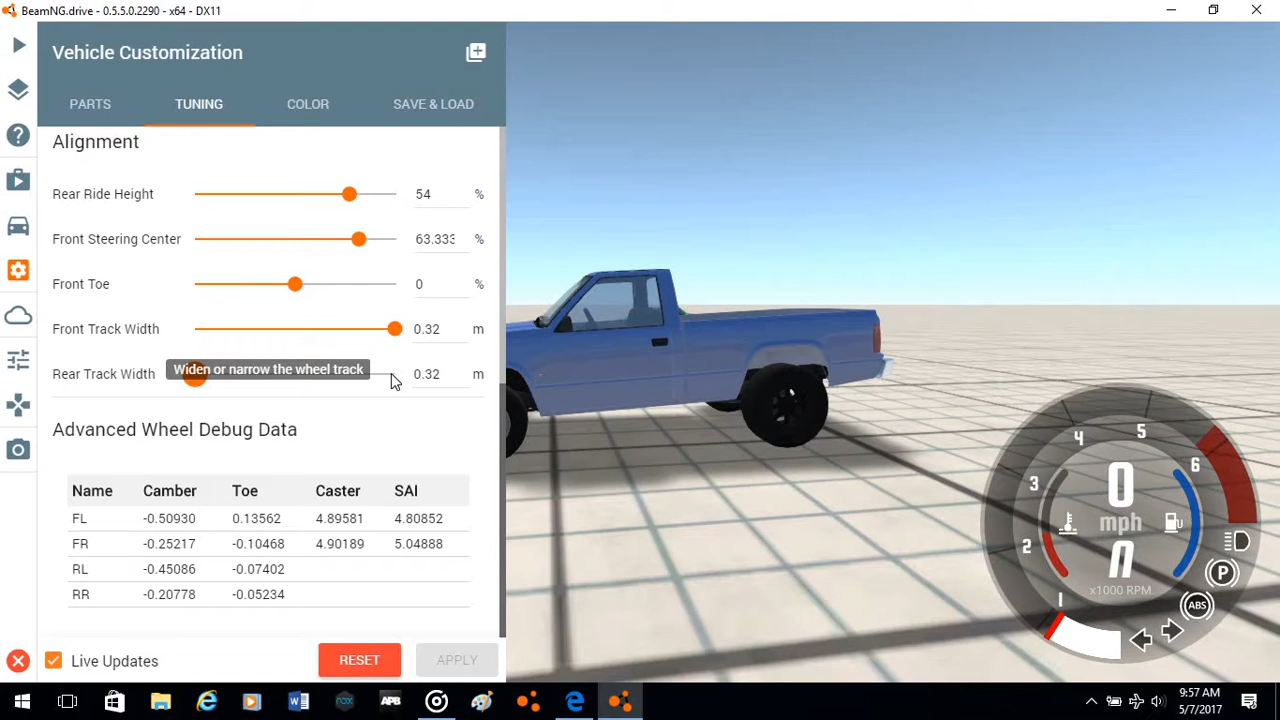 BeamNG.drive - 0.5.5.0.2290 - x64 - DX11
Vehicle Customization
PARTS TUNING COLOR SAVE & LOAD
Alignment
Rear Ride Height 54 %
Front Steering Center 63.333 %
Front Toe 0 %
Front Track Width 0.32 m
Widen or narrow the wheel track
Rear Track Width 0.32 m
Advanced Wheel Debug Data
Name Camber Toe Caster SAI
FL -0.50930 0.13562 4.89581 4.80852
FR -0.25217 -0.10468 4.90189 5.04888
RL -0.45086 -0.07402
RR -0.20778 -0.05234
Live Updates RESET APPLY
1 2 3 4 5 6
0
mph
n
x1000 RPM
P
ABS
nox APB W
9:57 AM
5/7/2017